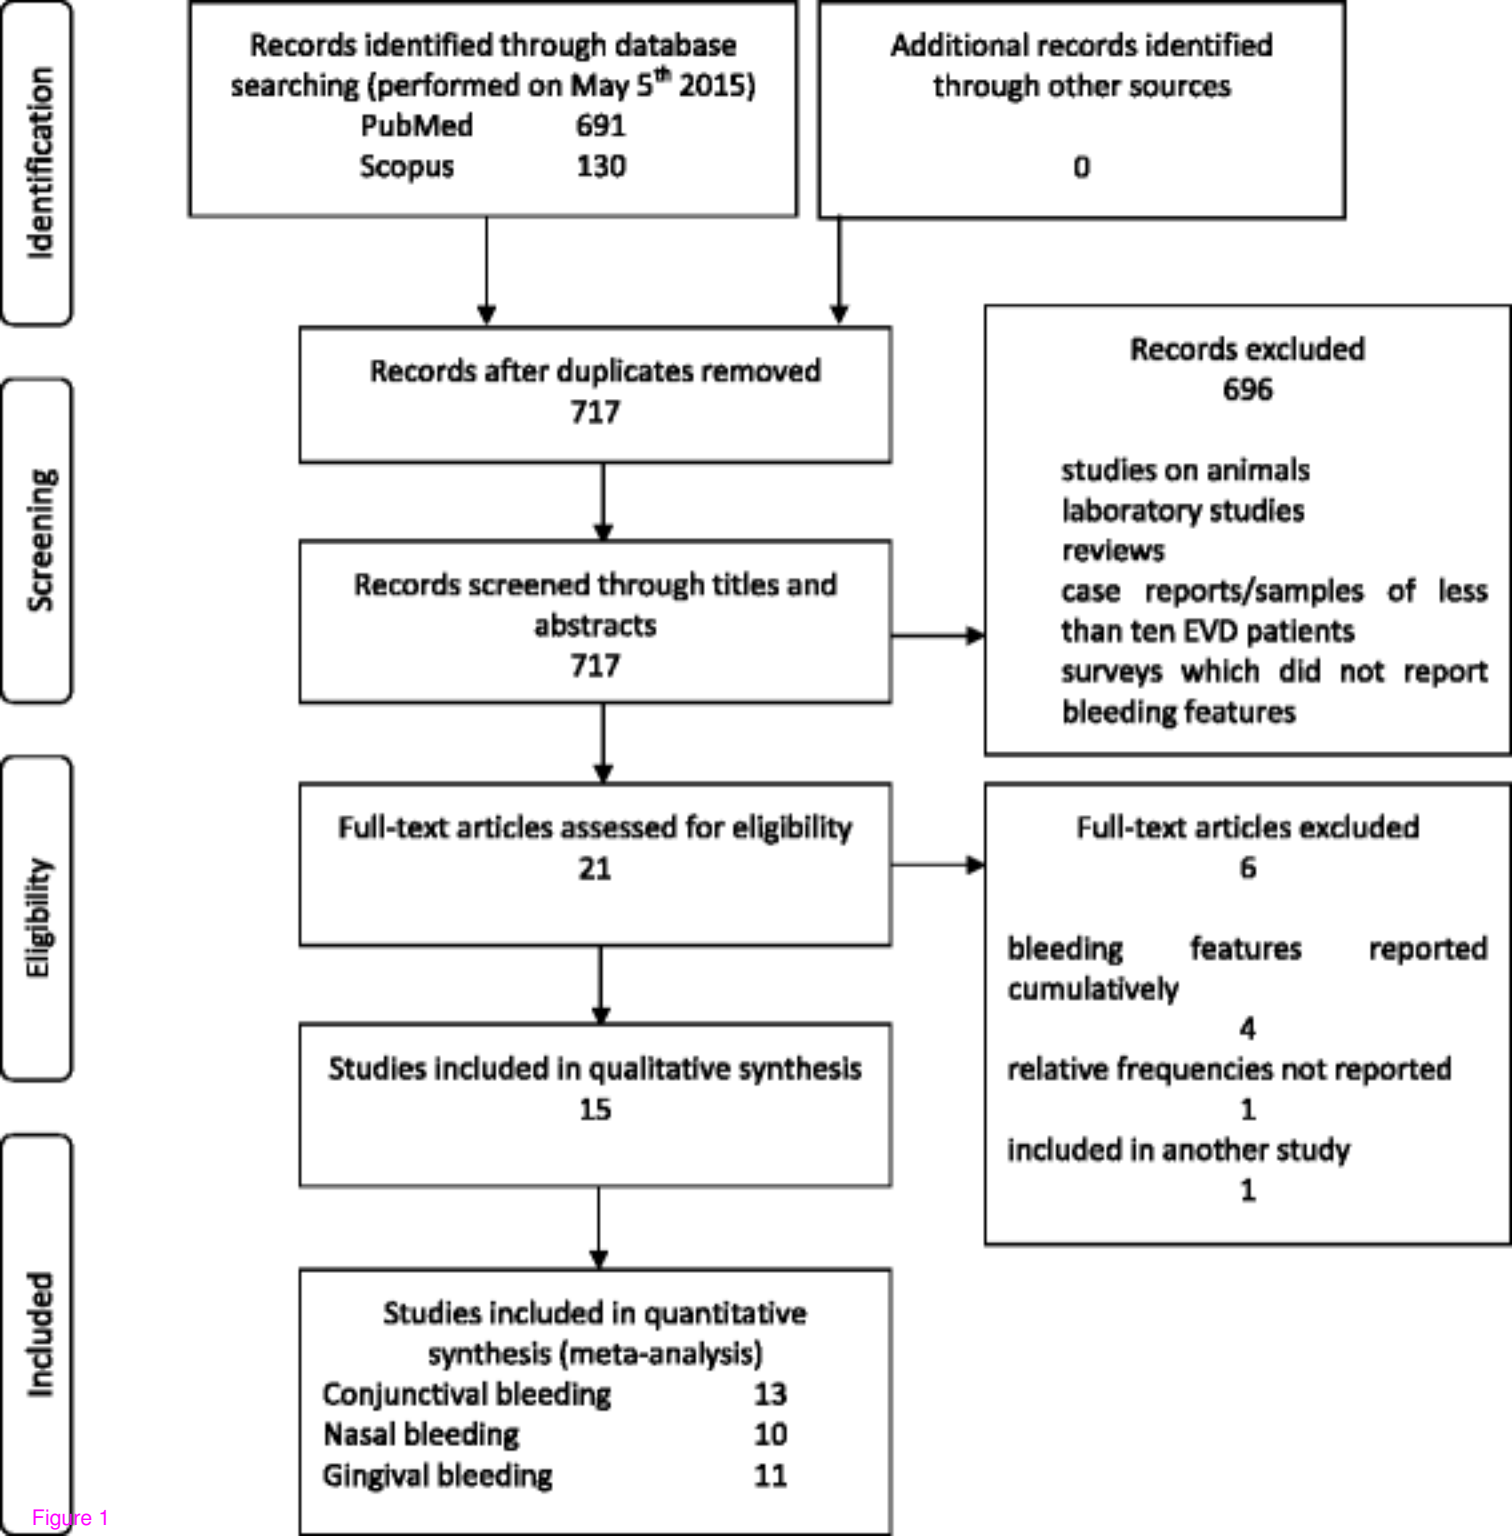 Identification
Records identified through database
searching (performed on May 5th 2015)
PubMed 691
Scopus 130
Additional records identified
through other sources
0
Screening
Records after duplicates removed
717
Records screened through titles and
abstracts
717
Records excluded
696
studies on animals
laboratory studies
reviews
case reports/samples of less
than ten EVD patients
surveys which did not report
bleeding features
Eligibility
Full-text articles assessed for eligibility
21
Full-text articles excluded
6
bleeding features reported
cumulatively
4
relative frequencies not reported
1
included in another study
1
Studies included in qualitative synthesis
15
Included
Studies included in quantitative
synthesis (meta-analysis)
Conjunctival bleeding 13
Nasal bleeding 10
Gingival bleeding 11
Figure 1